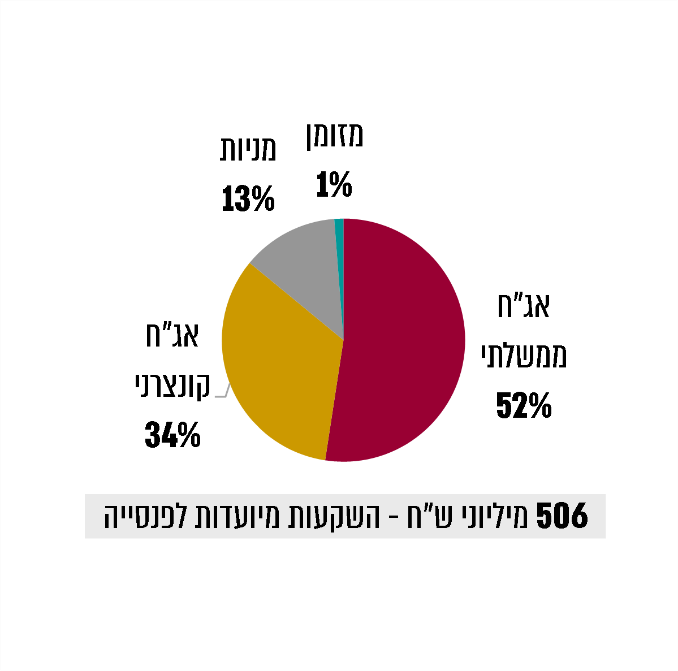 מזומן
1%
מניות
13%
אג"ח
ממשלתי
52%
אג"ח
קונצרני
34%
506 מיליוני ש"ח - השקעות מיועדות לפנסייה